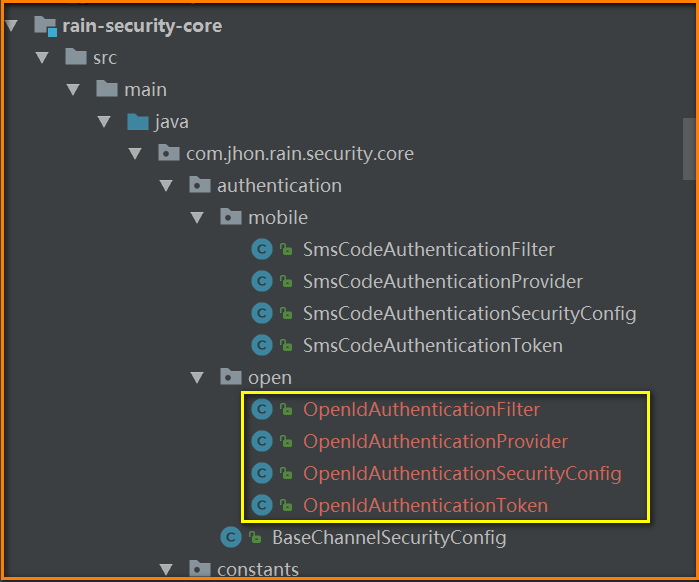 rain-security-core
src
main
java
com.jhon.rain.security.core
authentication
mobile
C SmsCodeAuthenticationFilter
C SmsCodeAuthenticationProvider
C SmsCodeAuthenticationSecurityConfig
C SmsCodeAuthenticationToken
open
C OpenIdAuthenticationFilter
C OpenIdAuthenticationProvider
C OpenIdAuthenticationSecurityConfig
C OpenIdAuthenticationToken
C BaseChannelSecurityConfig
constants